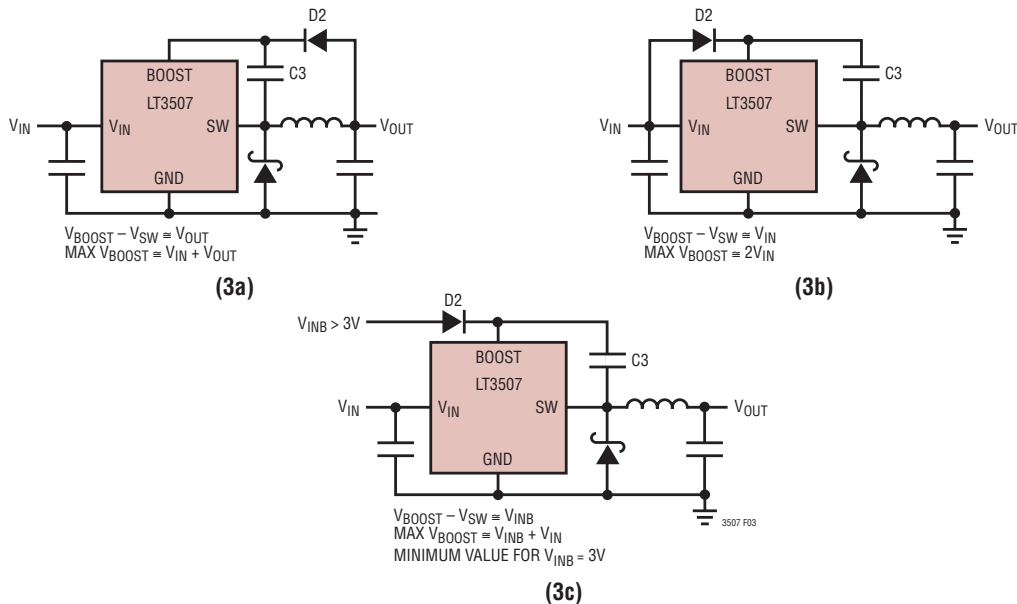 D2
BOOST
C3
LT3507
VIN
VIN
SW
VOUT
GND
VBOOST – VSW ≅ VOUT
MAX VBOOST ≅ VIN + VOUT
(3a)
D2
BOOST
C3
LT3507
VIN
VIN
SW
VOUT
GND
VBOOST – VSW ≅ VIN
MAX VBOOST ≅ 2VIN
(3b)
D2
VINB > 3V
BOOST
C3
LT3507
VIN
VIN
SW
VOUT
GND
3507 F03
VBOOST – VSW ≅ VINB
MAX VBOOST ≅ VINB + VIN
MINIMUM VALUE FOR VINB = 3V
(3c)